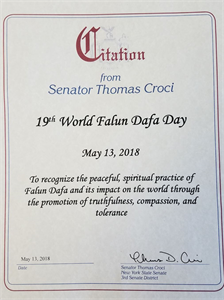 Citation
from
Senator Thomas Croci
19th World Falun Dafa Day
May 13, 2018
To recognize the peaceful, spiritual practice of
Falun Dafa and its impact on the world through
the promotion of truthfulness, compassion, and
tolerance
May 13, 2018
Date
Senator Thomas Croci
New York State Senate
3rd Senate District